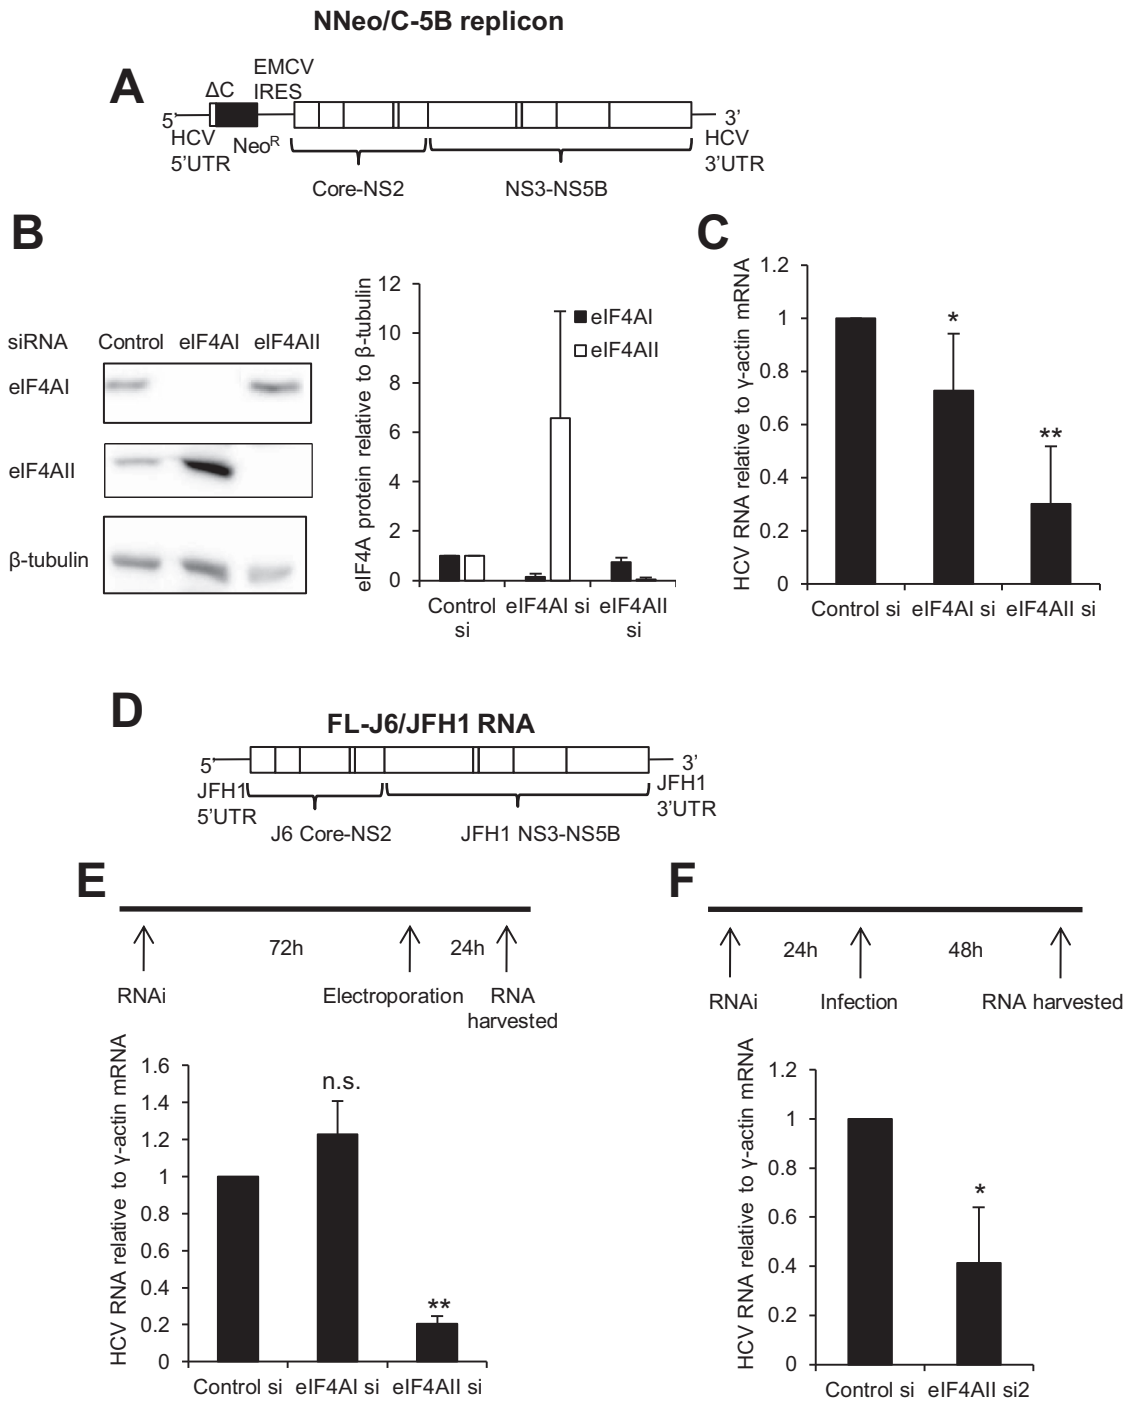 NNeo/C-5B replicon
A
ΔC
EMCV
IRES
5'
3'
HCV
5'UTR
NeoR
HCV
3'UTR
Core-NS2
NS3-NS5B
B
siRNA
Control
eIF4AI
eIF4AII
eIF4AI
eIF4AII
β-tubulin
eIF4A protein relative to β-tubulin
12
10
8
6
4
2
0
eIF4AI
eIF4AII
Control
si
eIF4AI si
eIF4AII
si
C
HCV RNA relative to γ-actin mRNA
1.2
1
0.8
0.6
0.4
0.2
0
*
**
Control si
eIF4AI si
eIF4AII si
D
FL-J6/JFH1 RNA
5'
3'
JFH1
5'UTR
JFH1
3'UTR
J6 Core-NS2
JFH1 NS3-NS5B
E
72h
24h
RNAi
Electroporation
RNA
harvested
HCV RNA relative to γ-actin mRNA
1.6
1.4
1.2
1
0.8
0.6
0.4
0.2
0
n.s.
**
Control si
eIF4AI si
eIF4AII si
F
24h
48h
RNAi
Infection
RNA harvested
HCV RNA relative to γ-actin mRNA
1.2
1
0.8
0.6
0.4
0.2
0
*
Control si
eIF4AII si2